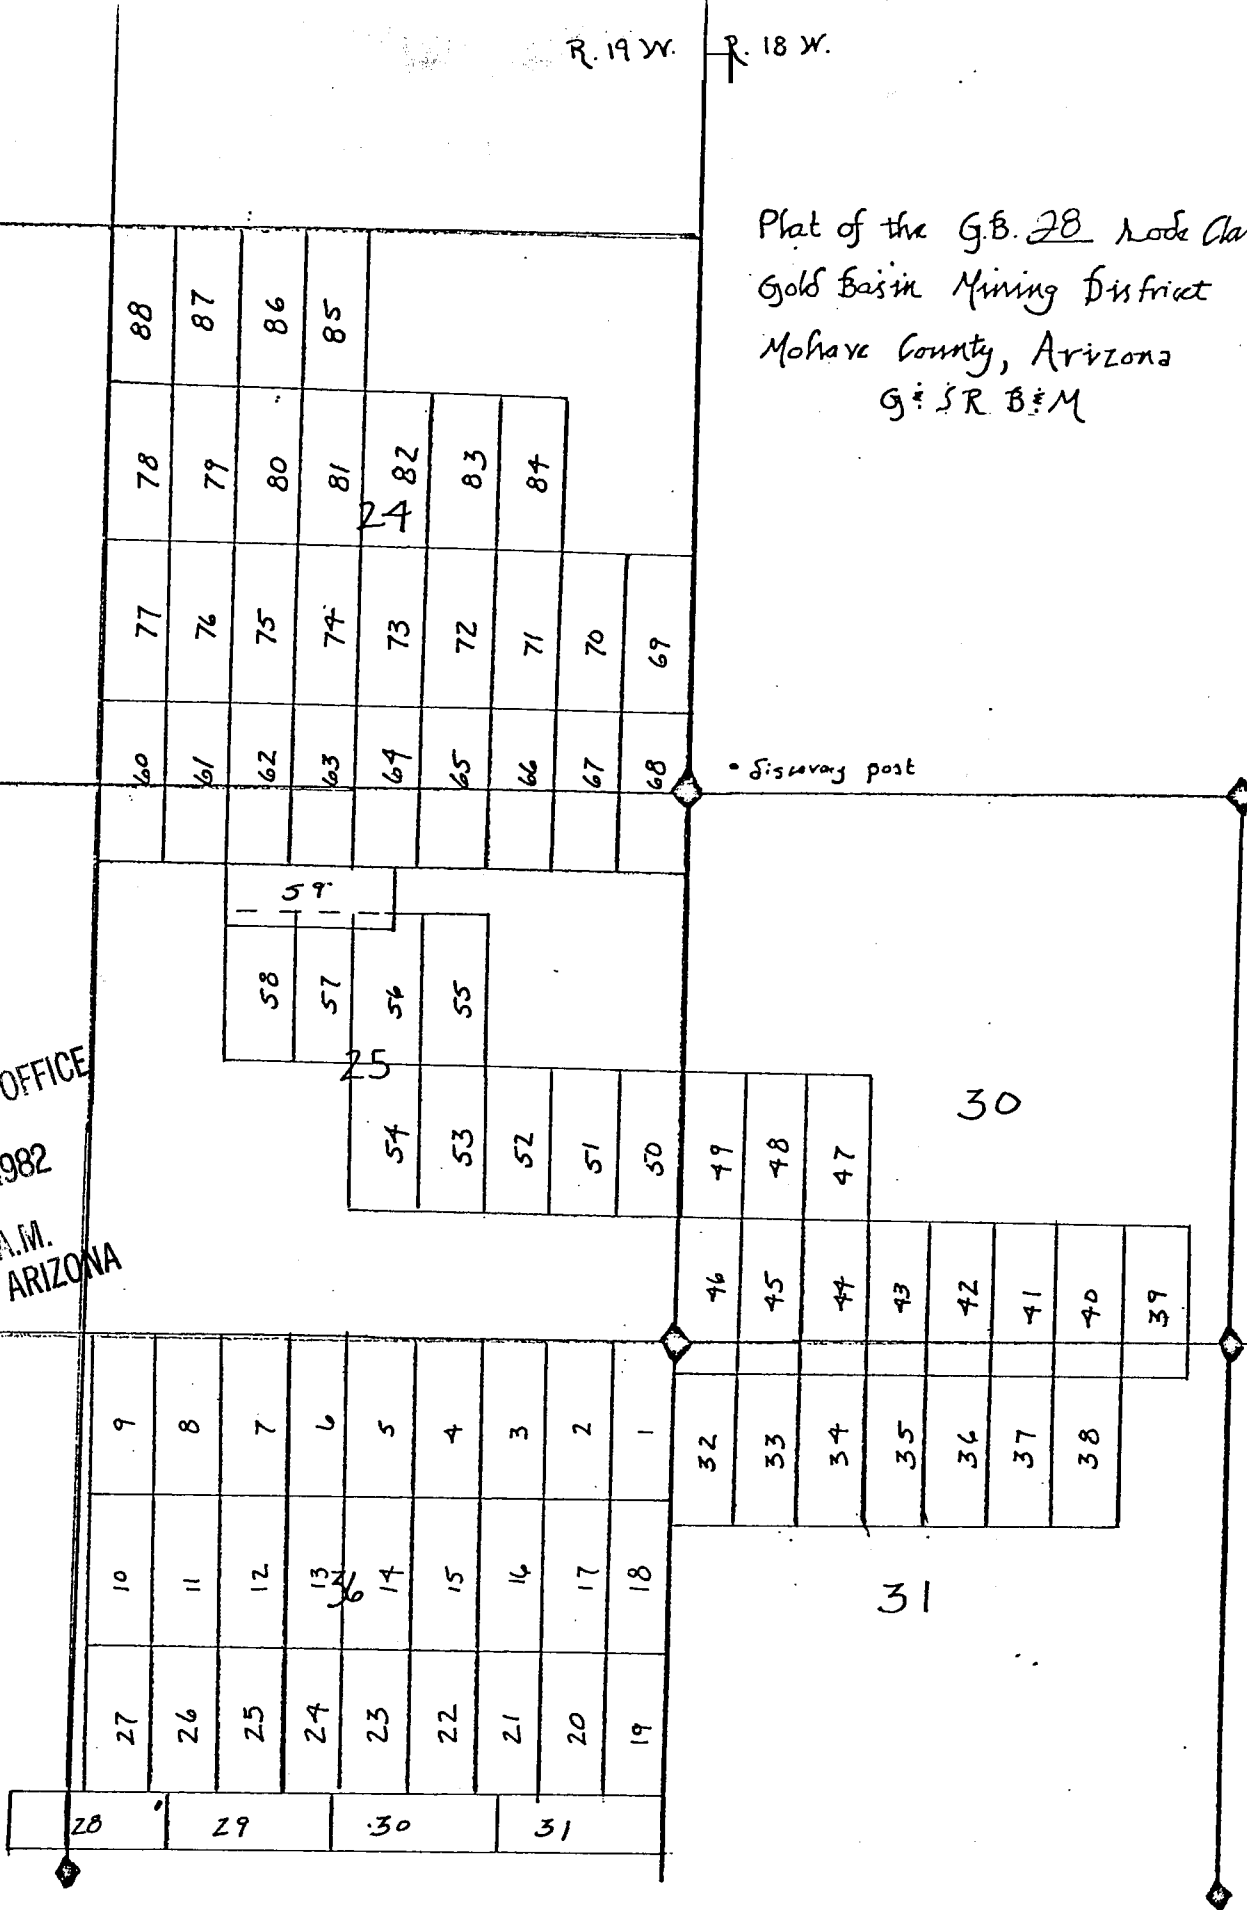 R. 19 W. R. 18 W.
Plat of the G.B. 28 Lode Cla
Gold Basin Mining District
Mohave County, Arizona
G & S R B & M
88 87 86 85
78 79 80 81 82 83 84
24
77 76 75 74 73 72 71 70 69
60 61 62 63 64 65 66 67 68
• discovery post
59
58 57 56 55
25
30
54 53 52 51 50 49 48 47
OFFICE
1982
A.M.
ARIZONA
46 45 44 43 42 41 40 39
9 8 7 6 5 4 3 2 1
32 33 34 35 36 37 38
10 11 12 13 14 15 16 17 18
36
31
27 26 25 24 23 22 21 20 19
28 29 30 31